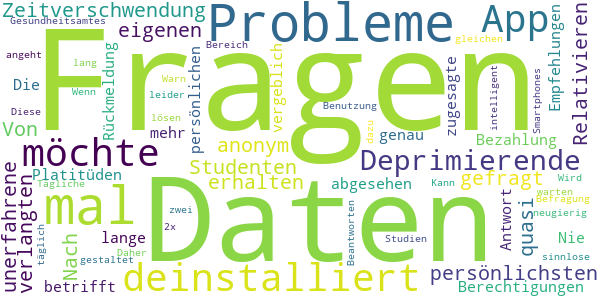 Zeitverschwendung
Gesundheitsamtes
eigenen
Probleme
App
angeht
lang
Bereich
gleichen
Die
Rückmeldung
Warn
Wenn
leider
persönlichen
vergeblich
Benutzung
zugesagte
intelligent
Smartphones
Empfehlungen
Relativieren
Fragen
Diese
lösen
Von
mehr
anonym
dazu
genau
Bezahlung
möchte
Studenten
Deprimierende
Platitüden
erhalten
abgesehen
gefragt
Kann
Wird
unerfahrene
verlangten
Tägliche
mal
zwei
Daten
warten
Befragung
neugierig
täglich
Nach
lange
2x
Daher
Beantworten
Studien
Antwort
quasi
Nie
sinnlose
gestaltet
deinstalliert
persönlichsten
betrifft
Berechtigungen